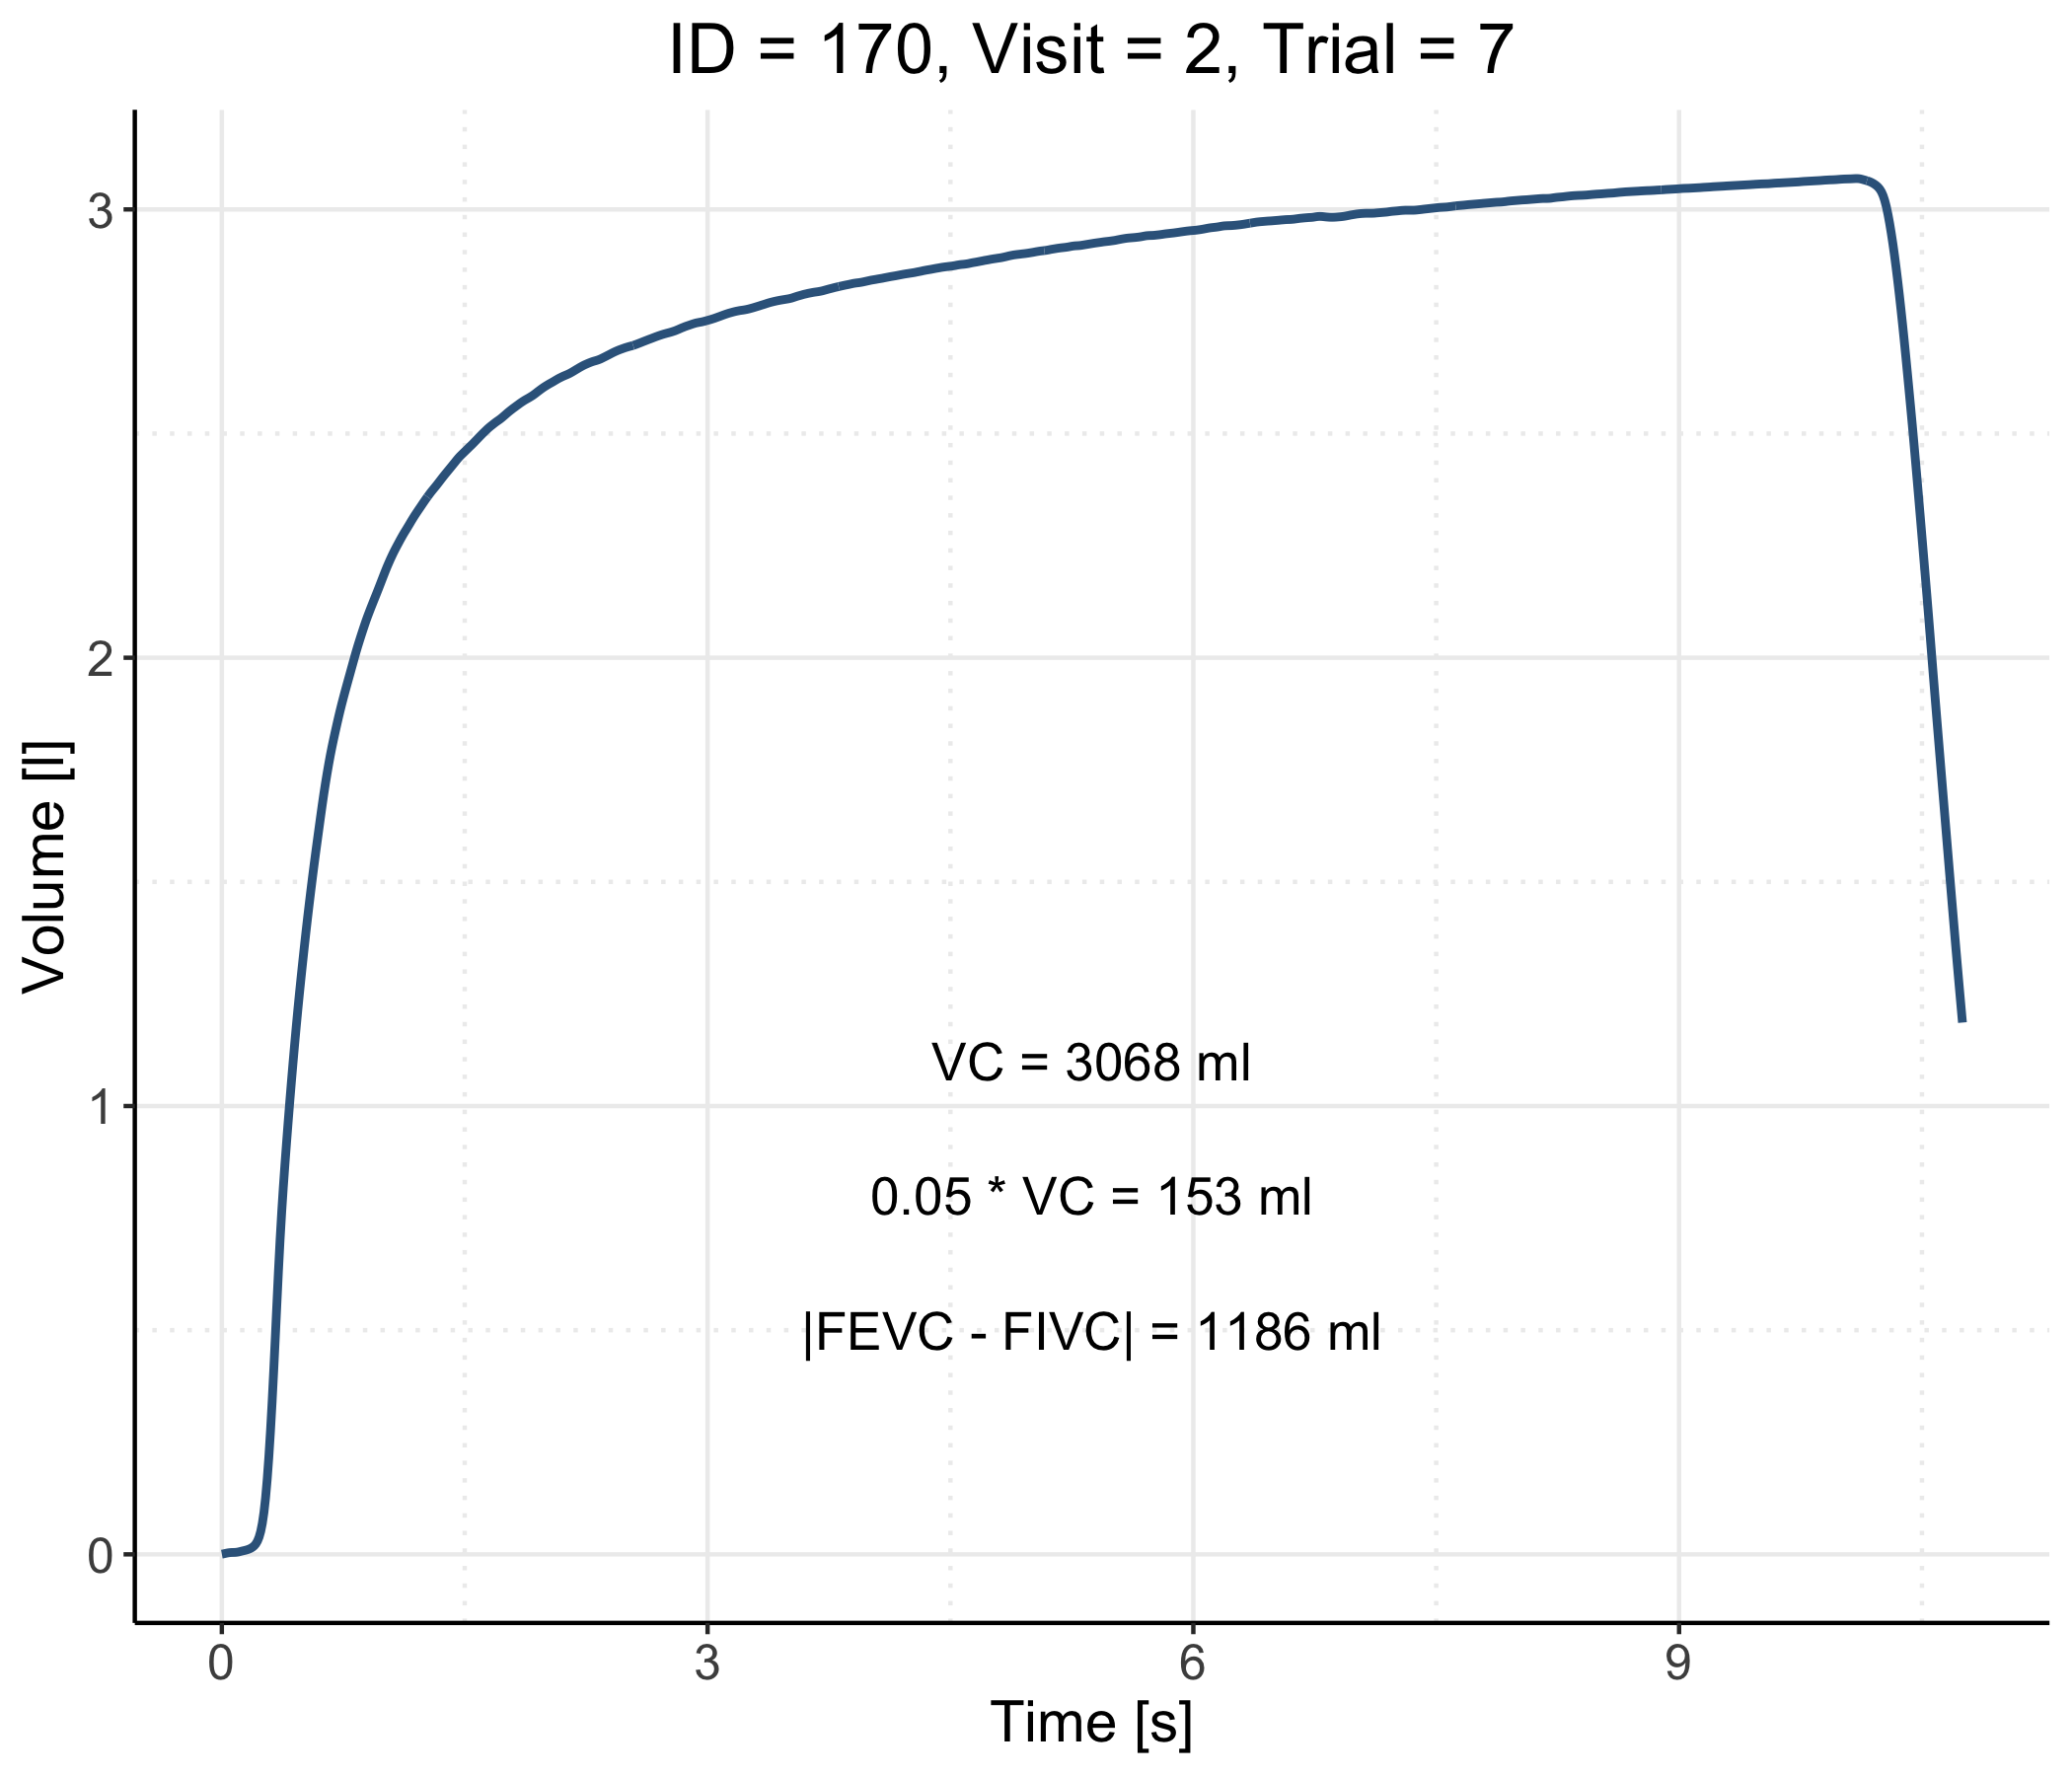 ID = 170, Visit = 2, Trial = 7
3
2
1
0
Volume [l]
VC = 3068 ml
0.05 * VC = 153 ml
|FEVC - FIVC| = 1186 ml
0 3 6 9
Time [s]